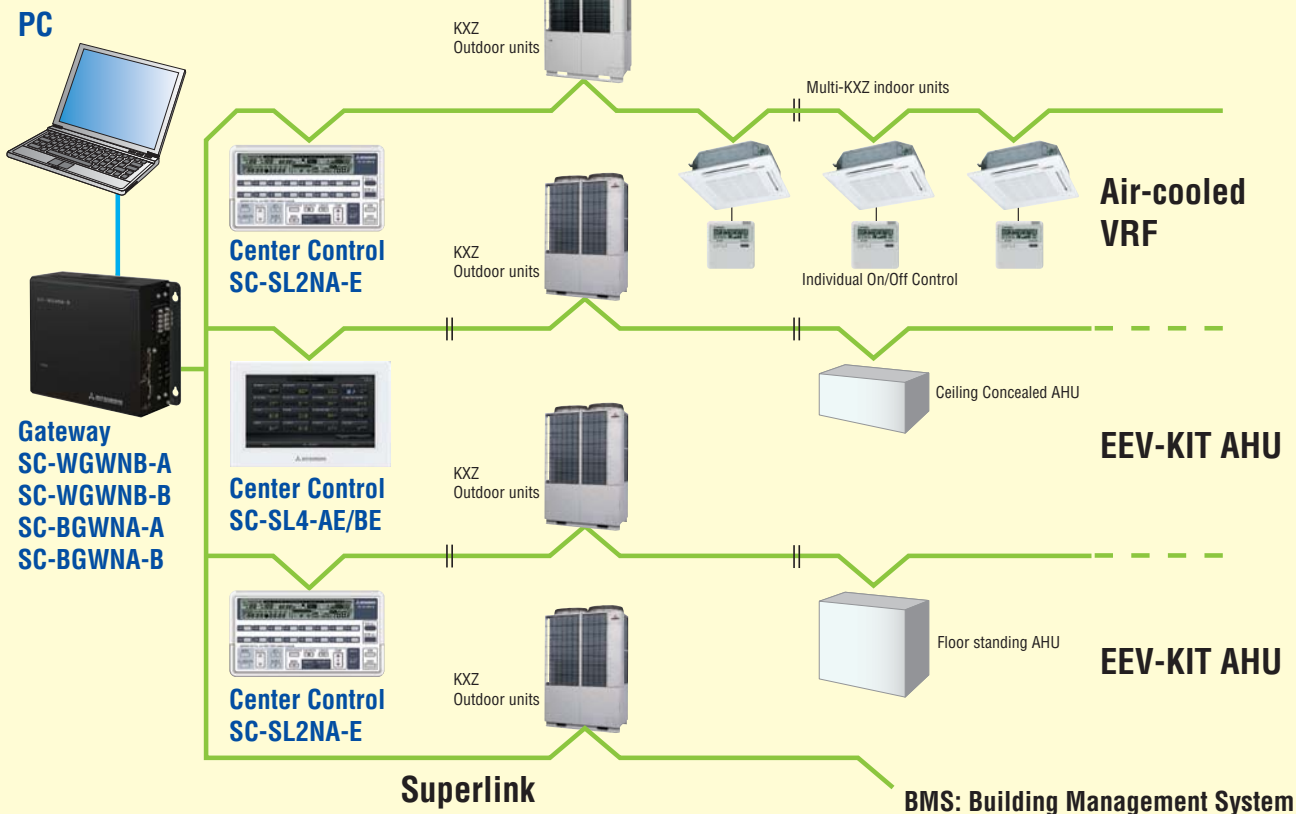 PC
KXZ
Outdoor units
Multi-KXZ indoor units
Center Control
SC-SL2NA-E
KXZ
Outdoor units
Individual On/Off Control
Air-cooled
VRF
Gateway
SC-WGWNB-A
SC-WGWNB-B
SC-BGWNA-A
SC-BGWNA-B
Center Control
SC-SL4-AE/BE
KXZ
Outdoor units
Ceiling Concealed AHU
EEV-KIT AHU
Center Control
SC-SL2NA-E
KXZ
Outdoor units
Floor standing AHU
EEV-KIT AHU
Superlink
BMS: Building Management System